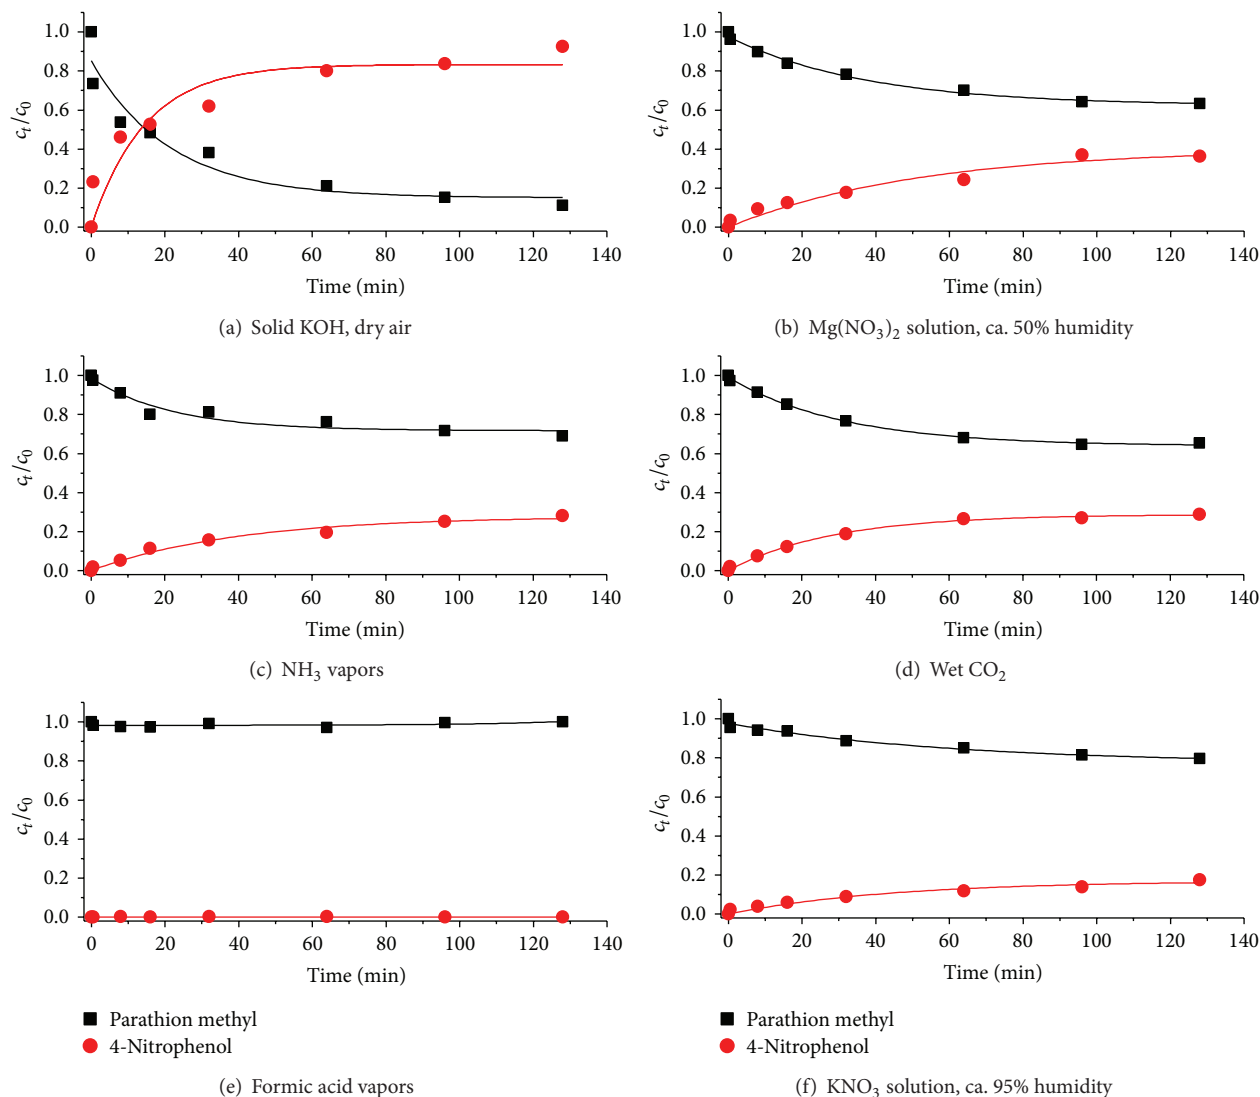 1.0
0.8
0.6
0.4
0.2
0.0
c_t/c_0
0 20 40 60 80 100 120 140
Time (min)
(a) Solid KOH, dry air
1.0
0.8
0.6
0.4
0.2
0.0
c_t/c_0
0 20 40 60 80 100 120 140
Time (min)
(b) Mg(NO₃)₂ solution, ca. 50% humidity
1.0
0.8
0.6
0.4
0.2
0.0
c_t/c_0
0 20 40 60 80 100 120 140
Time (min)
(c) NH₃ vapors
1.0
0.8
0.6
0.4
0.2
0.0
c_t/c_0
0 20 40 60 80 100 120 140
Time (min)
(d) Wet CO₂
1.0
0.8
0.6
0.4
0.2
0.0
c_t/c_0
0 20 40 60 80 100 120 140
Time (min)
Parathion methyl
4-Nitrophenol
(e) Formic acid vapors
1.0
0.8
0.6
0.4
0.2
0.0
c_t/c_0
0 20 40 60 80 100 120 140
Time (min)
Parathion methyl
4-Nitrophenol
(f) KNO₃ solution, ca. 95% humidity